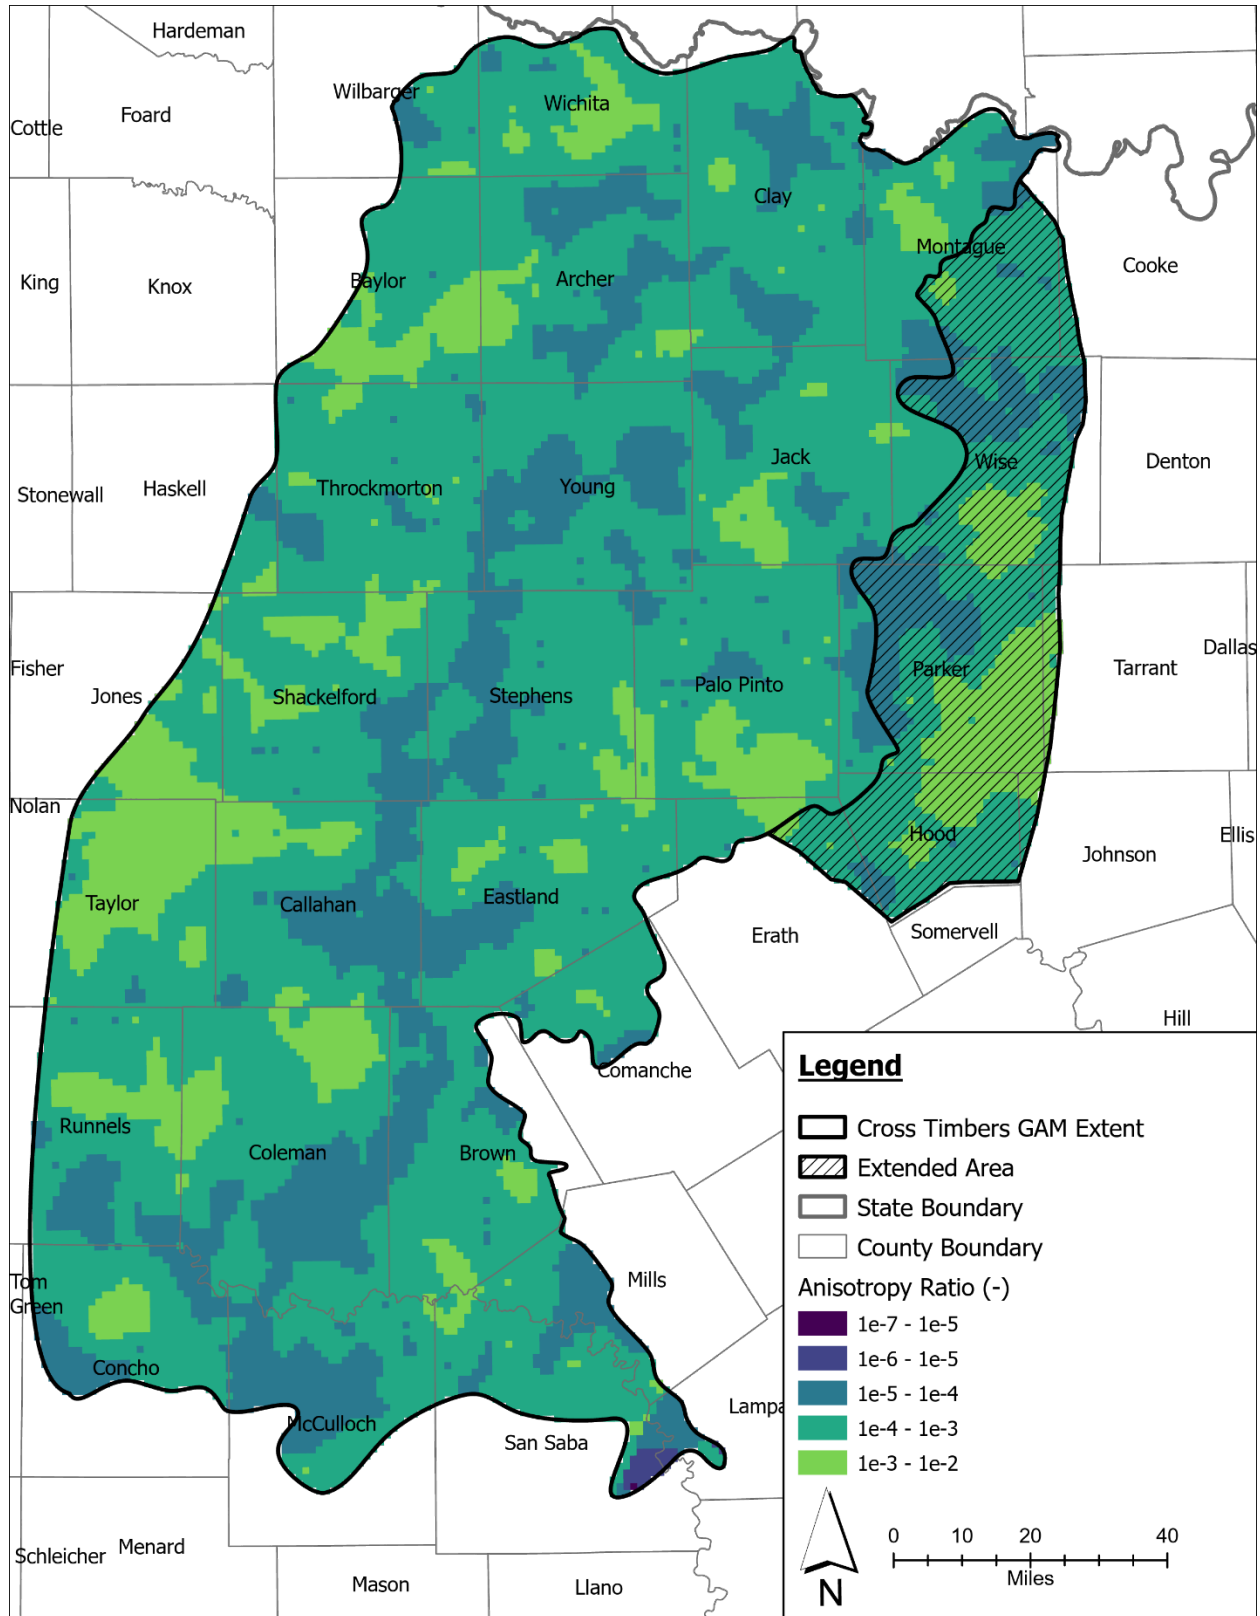 Hardeman
Wilbarger
Wichita
Foard
Cottle
Clay
Montague
Cooke
King
Knox
Baylor
Archer
Jack
Wise
Denton
Stonewall
Haskell
Throckmorton
Young
Fisher
Jones
Shackelford
Stephens
Palo Pinto
Parker
Tarrant
Dallas
Nolan
Hood
Johnson
Ellis
Taylor
Callahan
Eastland
Erath
Somervell
Hill
Comanche
Runnels
Coleman
Brown
Mills
Tom
Green
Concho
McCulloch
San Saba
Lampa
Schleicher
Menard
Mason
Llano
Legend
Cross Timbers GAM Extent
Extended Area
State Boundary
County Boundary
Anisotropy Ratio (-)
1e-7 - 1e-5
1e-6 - 1e-5
1e-5 - 1e-4
1e-4 - 1e-3
1e-3 - 1e-2
N
0 10 20 40
Miles